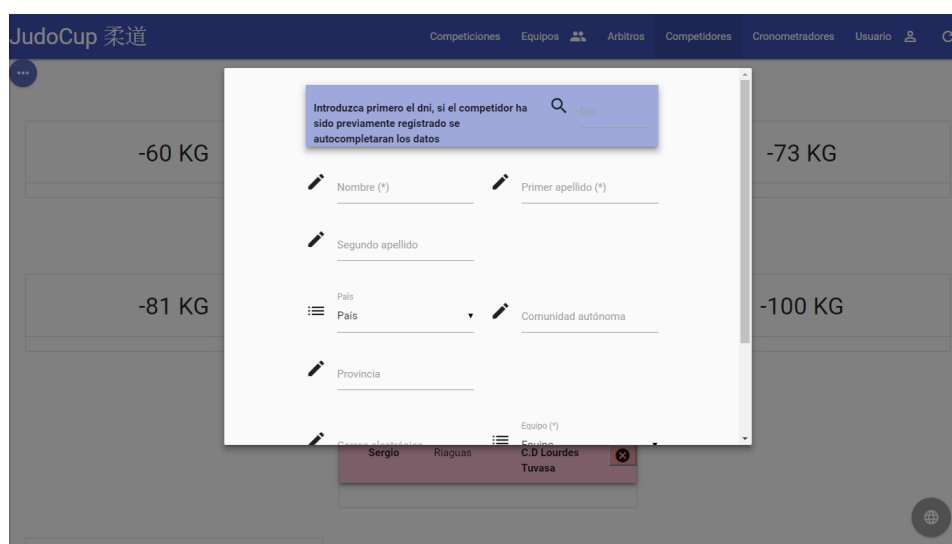 JudoCup 柔道
Competiciones Equipos Arbitros Competidores Cronometradores Usuario
Introduzca primero el dni, si el competidor ha
sido previamente registrado se
autocompletaran los datos
Dni
-60 KG
-73 KG
Nombre (*)
Primer apellido (*)
Segundo apellido
-81 KG
-100 KG
País
País
Comunidad autónoma
Provincia
Equipo (*)
Correo electrónico
Equipo
Sergio Riaguas C.D Lourdes
Tuvasa